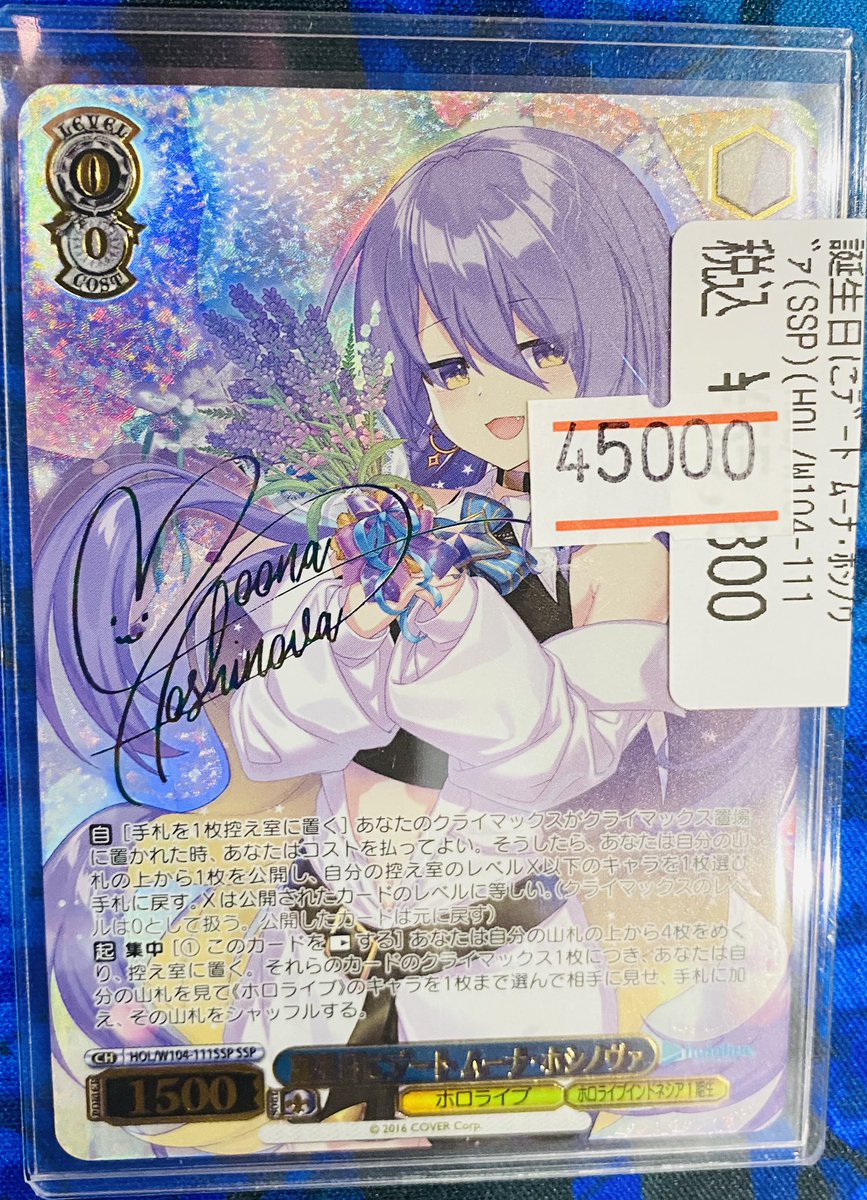 LEVEL
0
0
COST
誕生日にデート ムーナ・ホシノヴ
ァ(SSP)(HOL/W104-111
税込 ¥
800
45000
Moona
Hoshinova
自 [手札を1枚控え室に置く] あなたのクライマックスがクライマックス置場
に置かれた時、あなたはコストを払ってよい。そうしたら、あなたは自分の山
札の上から1枚を公開し、自分の控え室のレベルX以下のキャラを1枚選び
手札に戻す。Xは公開されたカードのレベルに等しい。(クライマックスのレベ
ルは0として扱う。公開したカードは元に戻す)
起 集中 [① このカードを する] あなたは自分の山札の上から4枚をめく
り、控え室に置く。それらのカードのクライマックス1枚につき、あなたは自
分の山札を見て《ホロライブ》のキャラを1枚まで選んで相手に見せ、手札に加
え、その山札をシャッフルする。
CH HOL/W104-111SSP SSP
誕生日にデート ムーナ・ホシノヴァ
1500
ホロライブ
ホロライブインドネシア1期生
© 2016 COVER Corp.